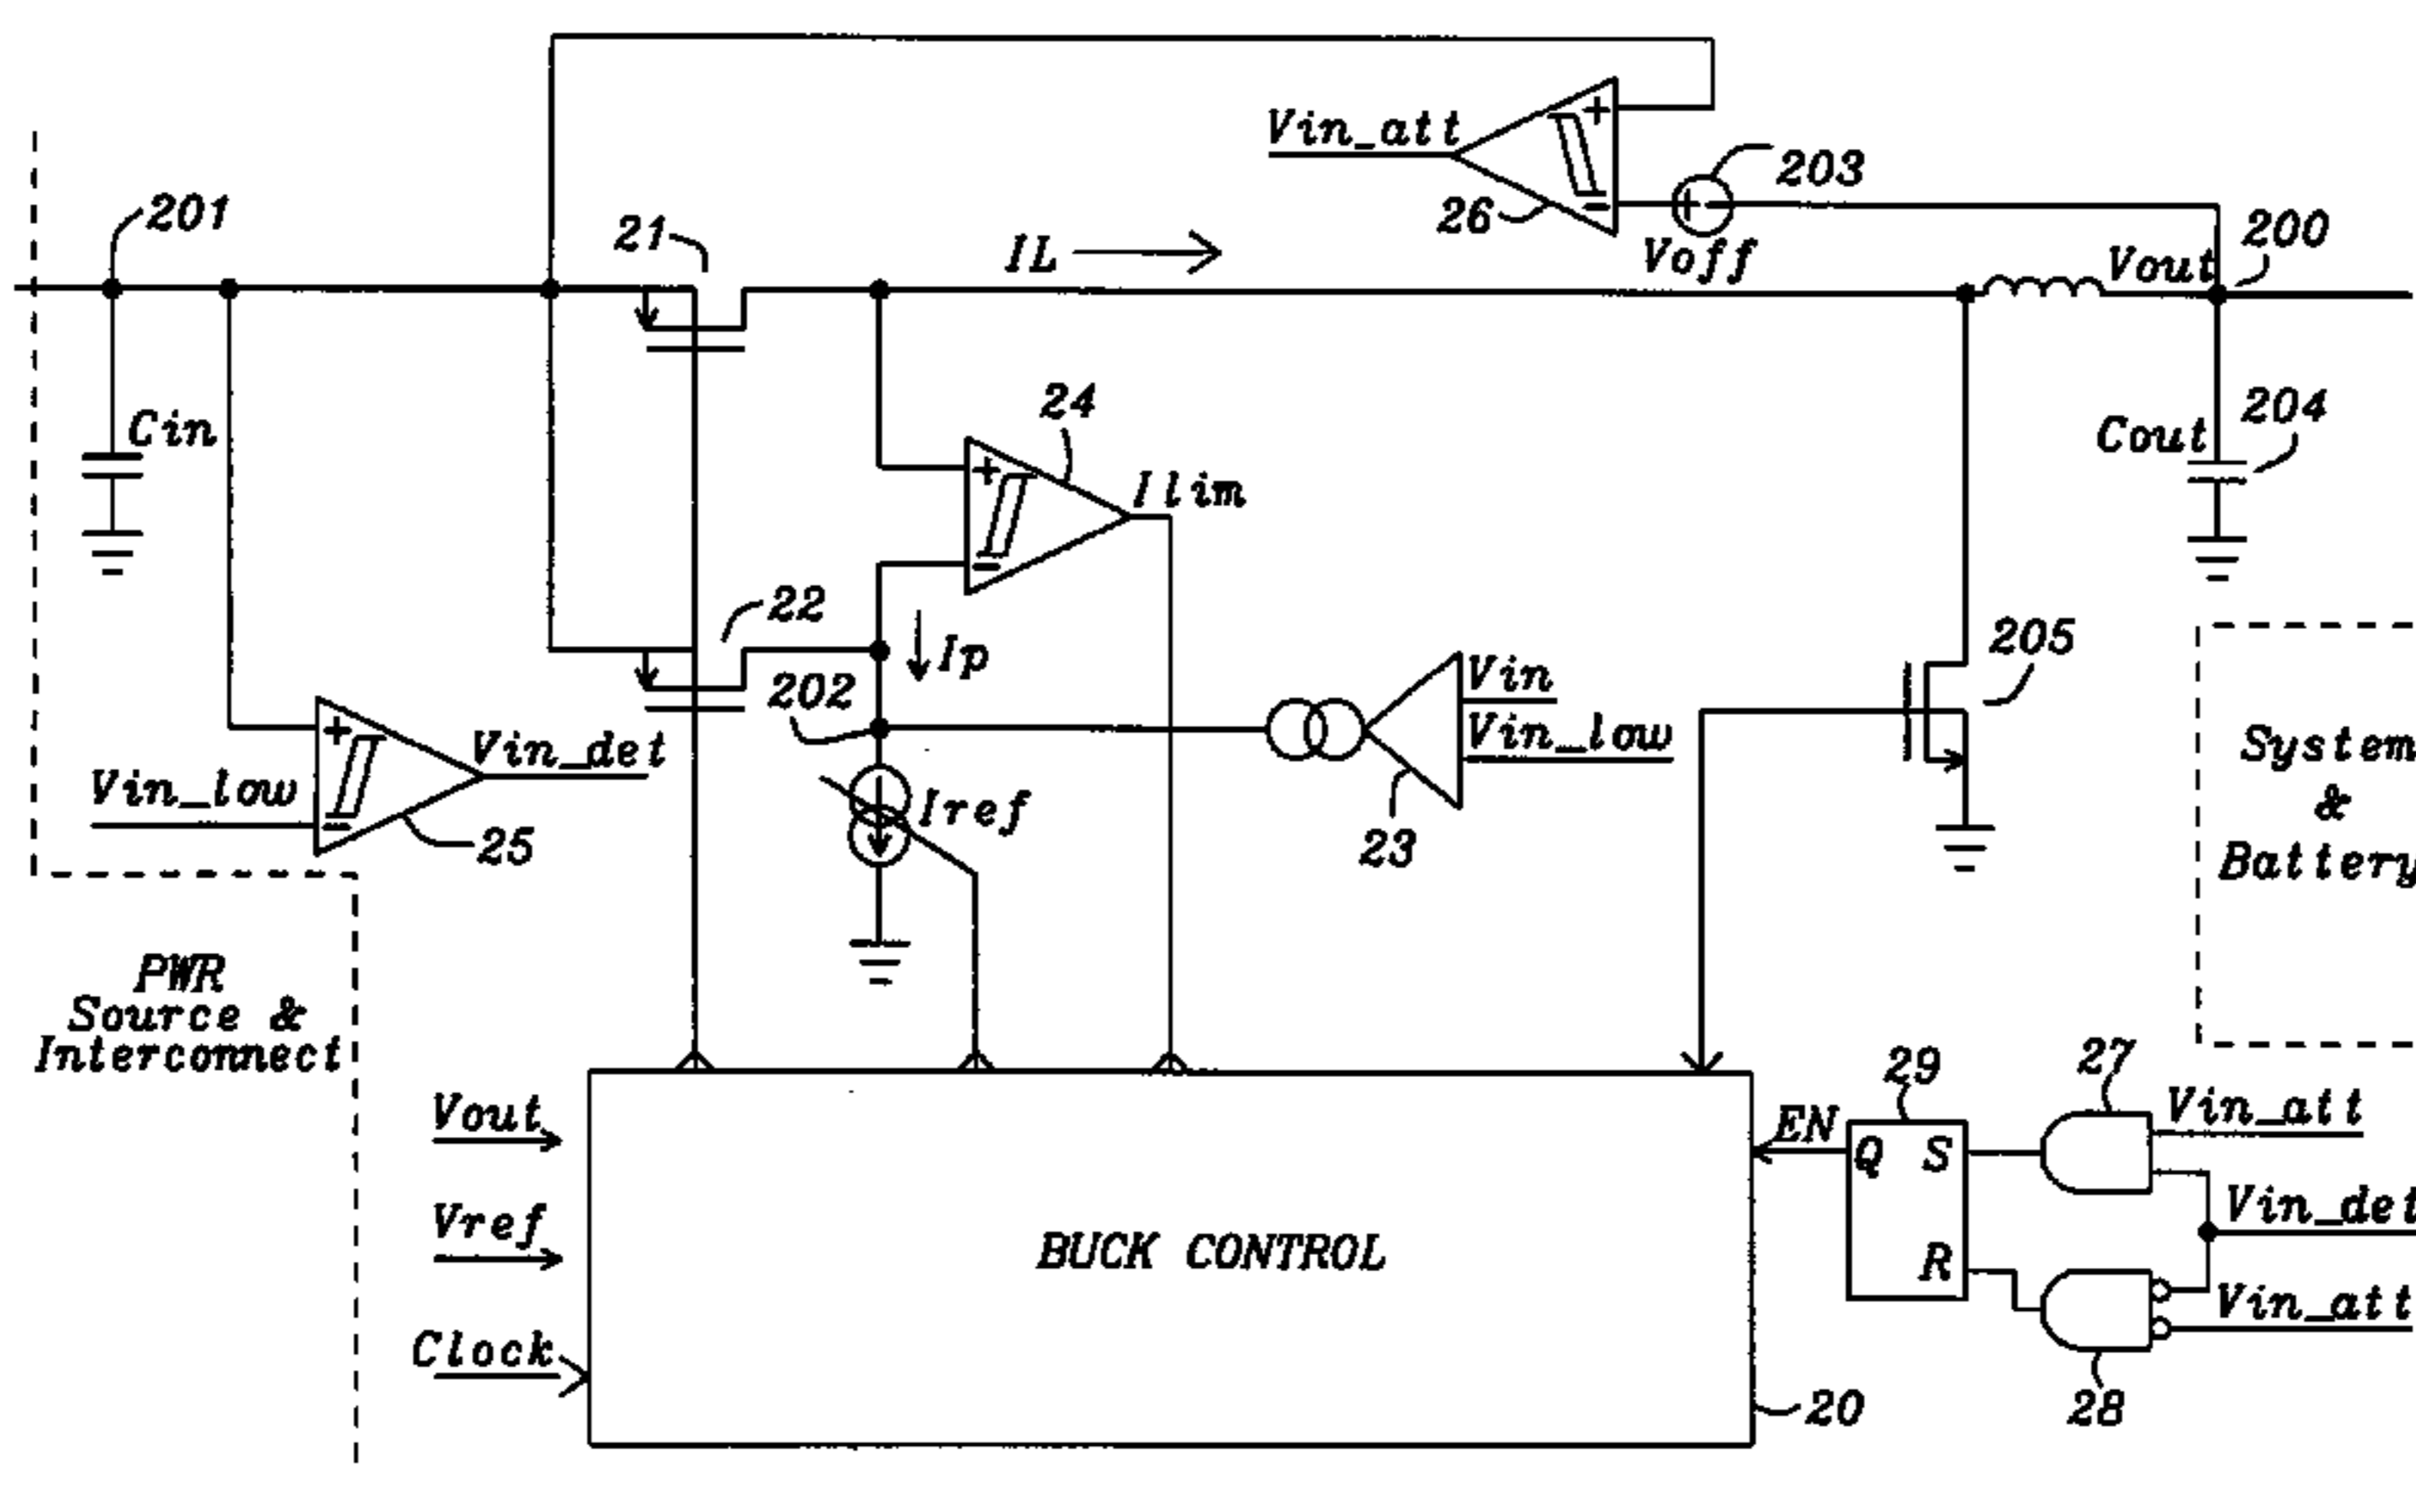 Vin_att
+
-
+
203
26
Voff
201
21
IL
Vout
200
Cin
24
+
-
Ilim
Cout
204
22
Ip
202
Vin
Vin_low
23
205
+
-
Vin_det
Vin_low
25
Iref
System
&
Battery
PWR
Source &
Interconnect
Vout
Vref
Clock
BUCK CONTROL
20
EN
29
Q
S
R
27
Vin_att
Vin_det
Vin_att
28